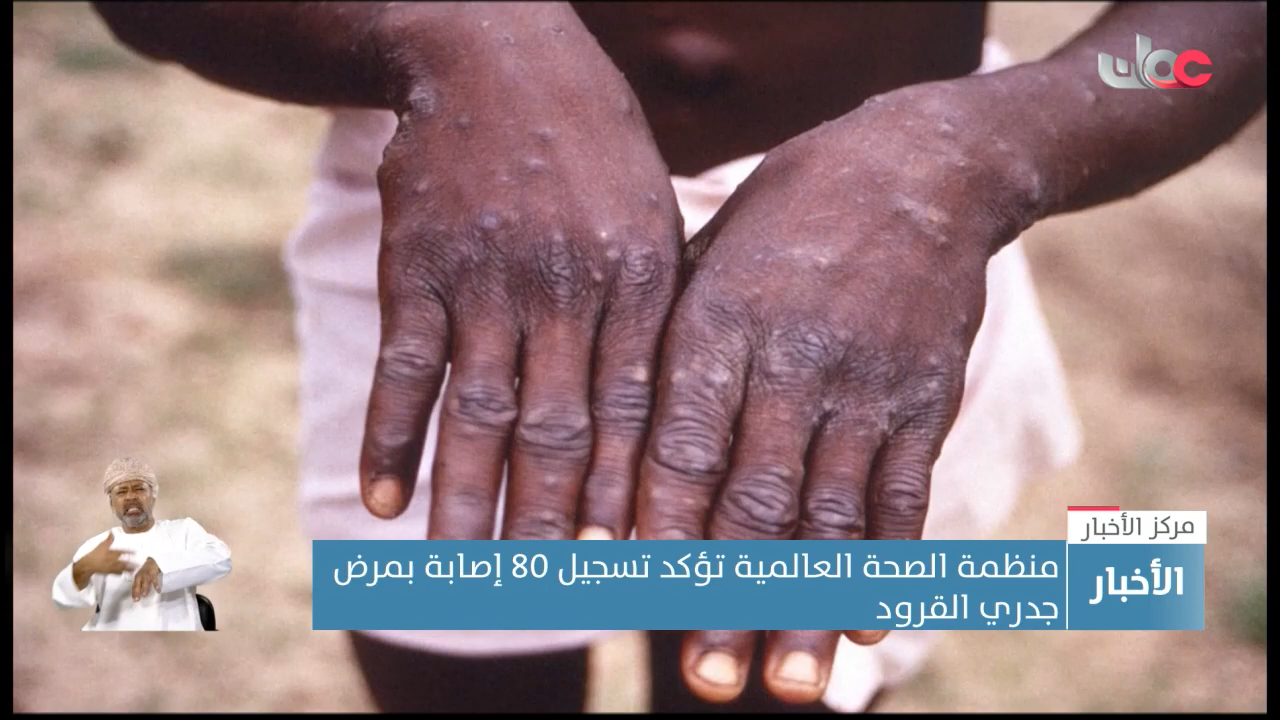 عمان
مركز الأخبار
الأخبار
منظمة الصحة العالمية تؤكد تسجيل 80 إصابة بمرض
جدري القرود